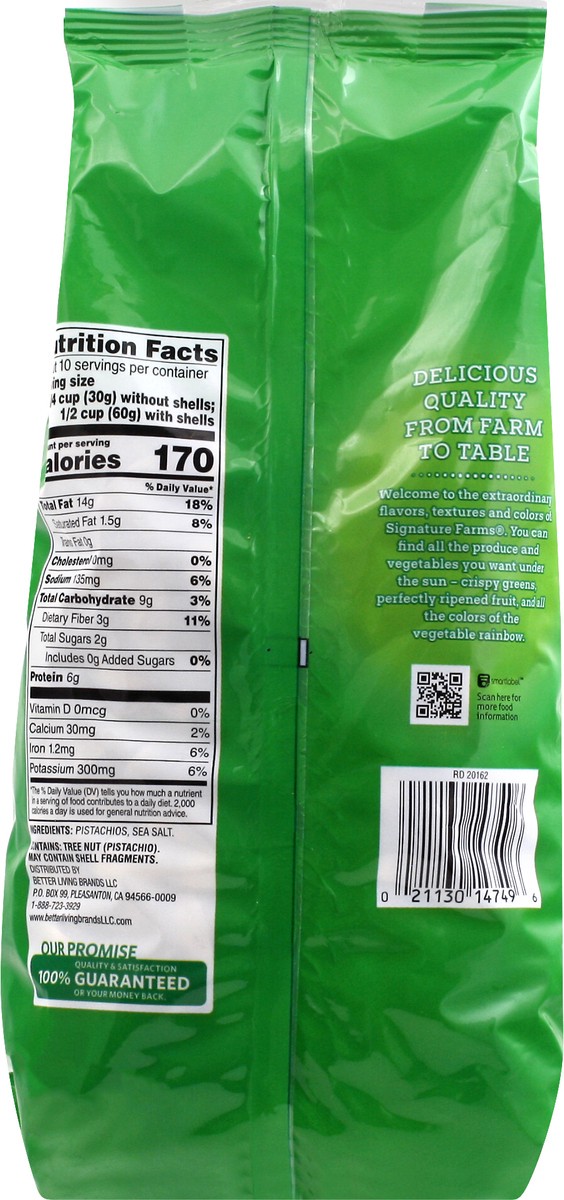 trition Facts
t 10 servings per container
ing size
/4 cup (30g) without shells;
1/2 cup (60g) with shells
nt per serving
alories 170
% Daily Value*
Total Fat 14g 18%
Saturated Fat 1.5g 8%
Trans Fat 0g
Cholesterol 0mg 0%
Sodium 135mg 6%
Total Carbohydrate 9g 3%
Dietary Fiber 3g 11%
Total Sugars 2g
Includes 0g Added Sugars 0%
Protein 6g
Vitamin D 0mcg 0%
Calcium 30mg 2%
Iron 1.2mg 6%
Potassium 300mg 6%
*The % Daily Value (DV) tells you how much a nutrient
in a serving of food contributes to a daily diet. 2,000
calories a day is used for general nutrition advice.
NGREDIENTS: PISTACHIOS, SEA SALT.
ONTAINS: TREE NUT (PISTACHIO).
MAY CONTAIN SHELL FRAGMENTS.
DISTRIBUTED BY
BETTER LIVING BRANDS LLC
P.O. BOX 99, PLEASANTON, CA 94566-0009
1-888-723-3929
www.betterlivingbrandsLLC.com
OUR PROMISE
QUALITY & SATISFACTION
100% GUARANTEED
OR YOUR MONEY BACK.
DELICIOUS
QUALITY
FROM FARM
TO TABLE
Welcome to the extraordinary
flavors, textures and colors of
Signature Farms®. You can
find all the produce and
vegetables you want under
the sun – crispy greens,
perfectly ripened fruit, and all
the colors of the
vegetable rainbow.
smartlabel™
Scan here for
more food
information
RD 20162
0 21130 14749 6